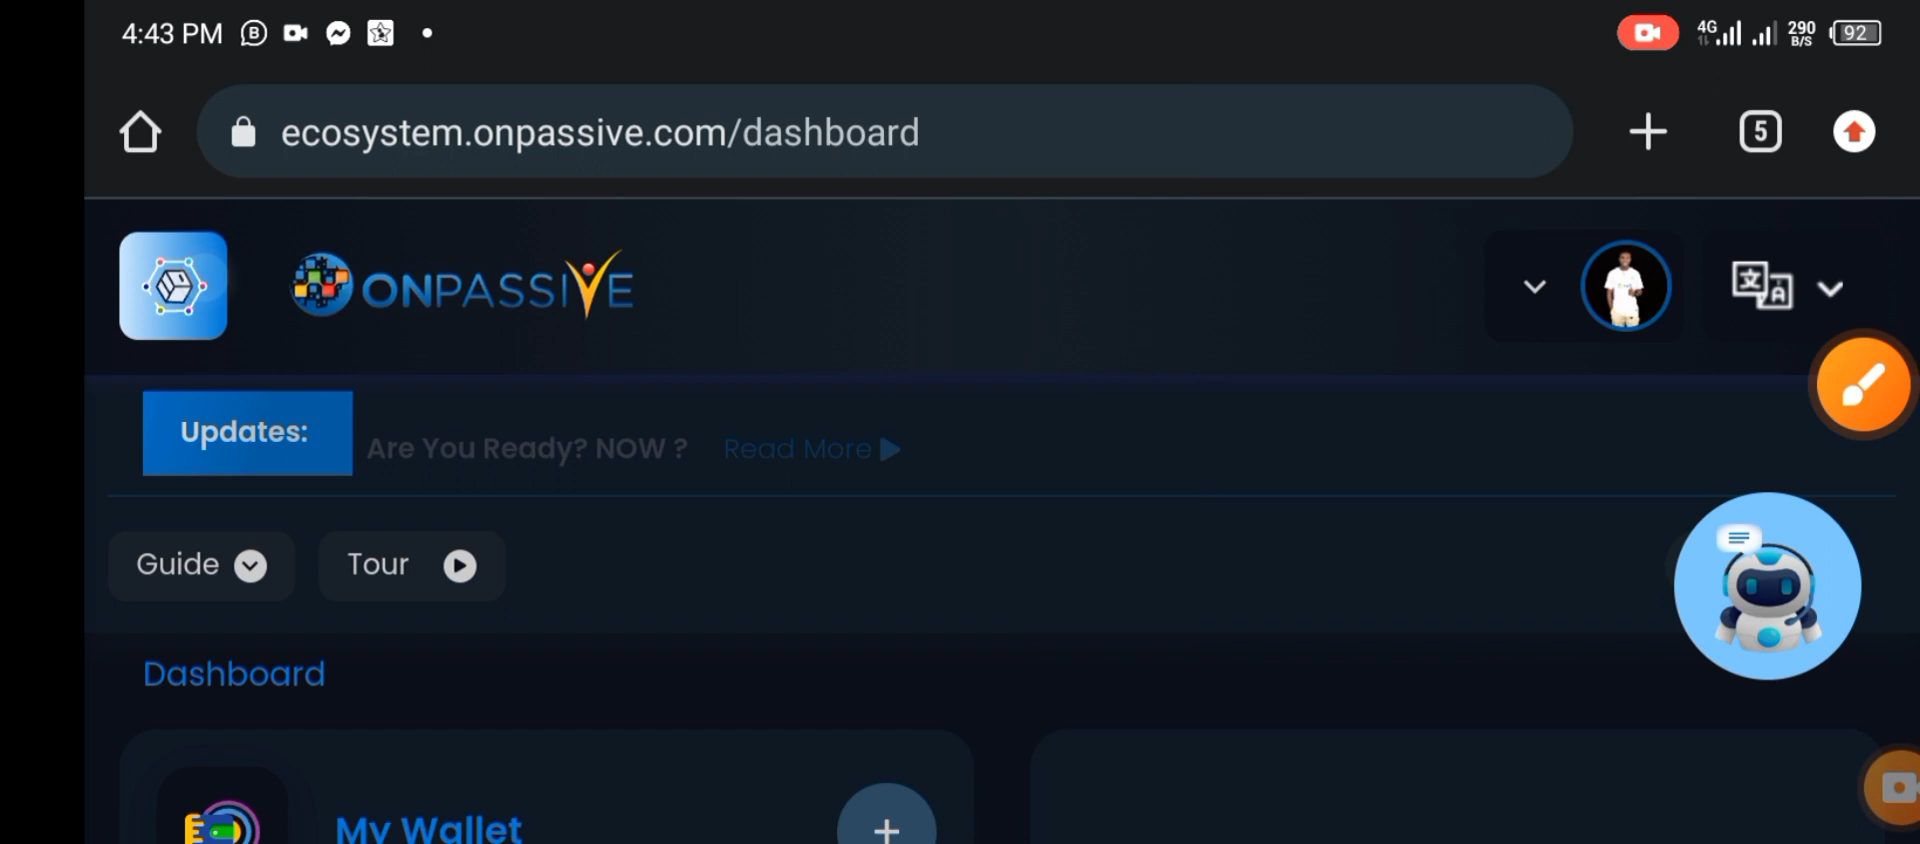 4:43 PM
4G
290 B/S
92
ecosystem.onpassive.com/dashboard
5
ONPASSIVE
文 A
Updates:
Are You Ready? NOW ?
Read More
Guide
Tour
Dashboard
My Wallet